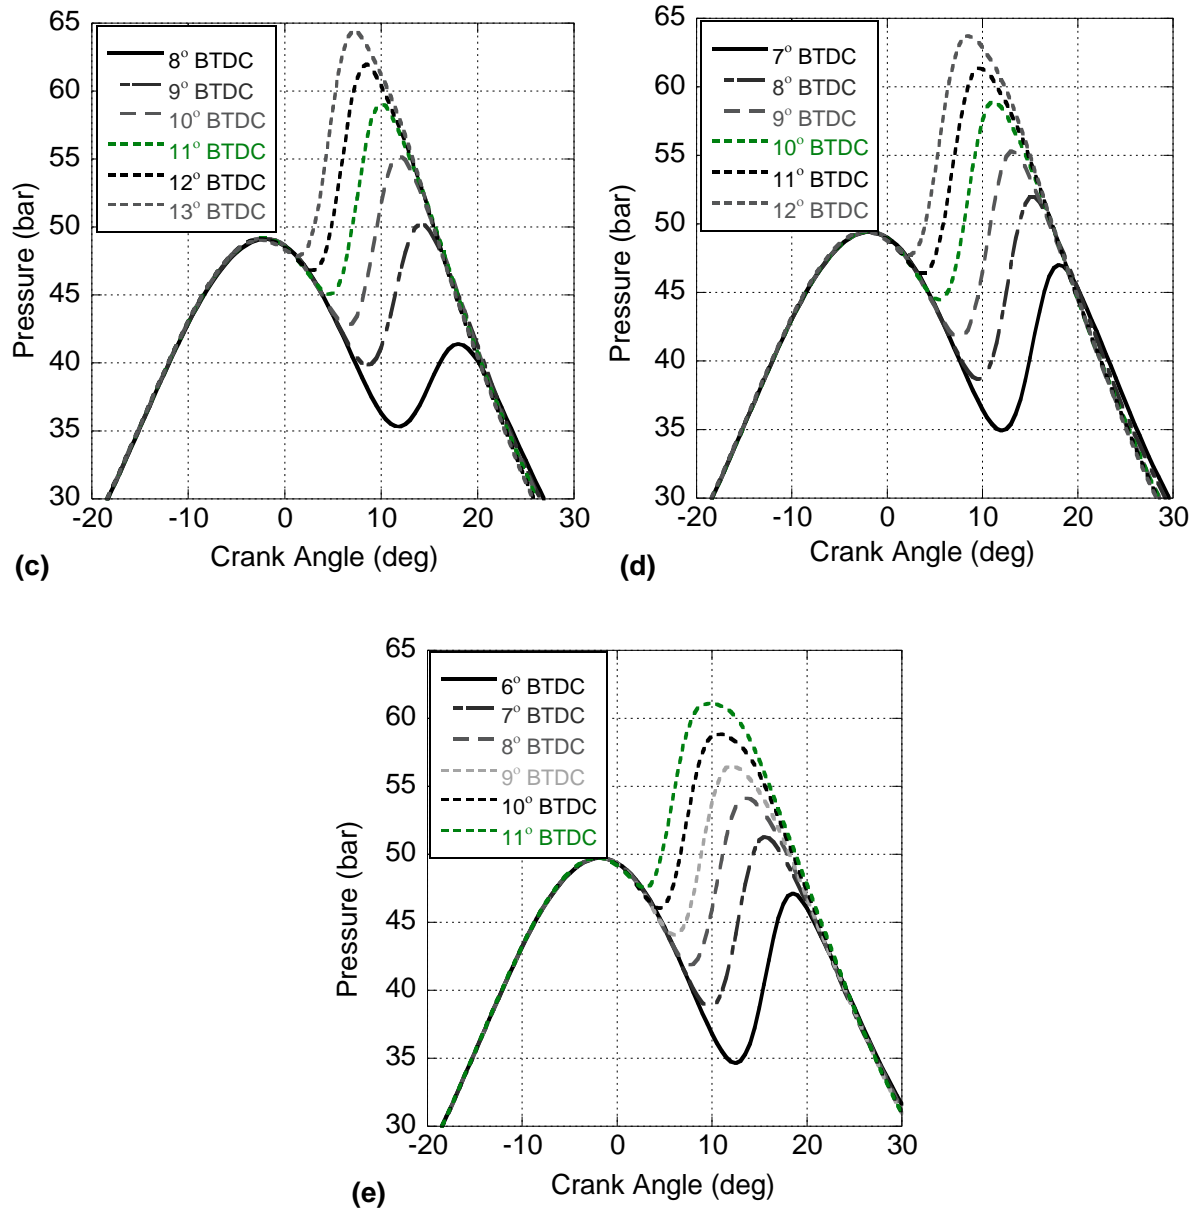 65
60
55
50
45
40
35
30
Pressure (bar)
8° BTDC
9° BTDC
10° BTDC
11° BTDC
12° BTDC
13° BTDC
-20
-10
0
10
20
30
Crank Angle (deg)
(c)
65
60
55
50
45
40
35
30
Pressure (bar)
7° BTDC
8° BTDC
9° BTDC
10° BTDC
11° BTDC
12° BTDC
-20
-10
0
10
20
30
Crank Angle (deg)
(d)
65
60
55
50
45
40
35
30
Pressure (bar)
6° BTDC
7° BTDC
8° BTDC
9° BTDC
10° BTDC
11° BTDC
-20
-10
0
10
20
30
Crank Angle (deg)
(e)